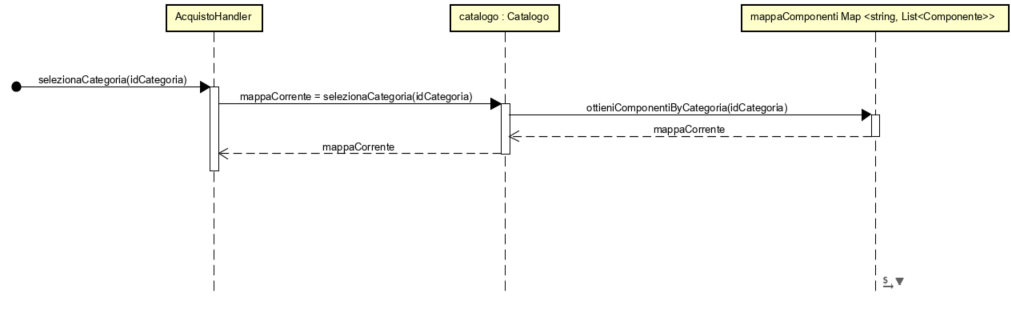 AcquistoHandler
catalogo : Catalogo
mappaComponenti Map <string, List<Componente>>
selezionaCategoria(idCategoria)
mappaCorrente = selezionaCategoria(idCategoria)
ottieniComponentiByCategoria(idCategoria)
mappaCorrente
mappaCorrente
S